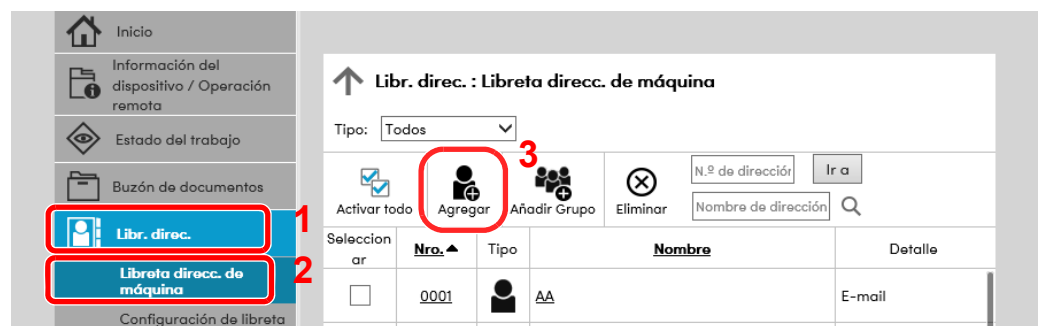 Inicio
Información del
dispositivo / Operación
remota
Estado del trabajo
Buzón de documentos
1
Libr. direc.
2
Libreta direcc. de
máquina
Configuración de libreta
Libr. direc. : Libreta direcc. de máquina
Tipo: Todos
3
Activar todo Agregar Añadir Grupo Eliminar
N.º de direcciór Ir a
Nombre de dirección
Seleccion
ar
Nro. Tipo Nombre Detalle
0001 AA E-mail